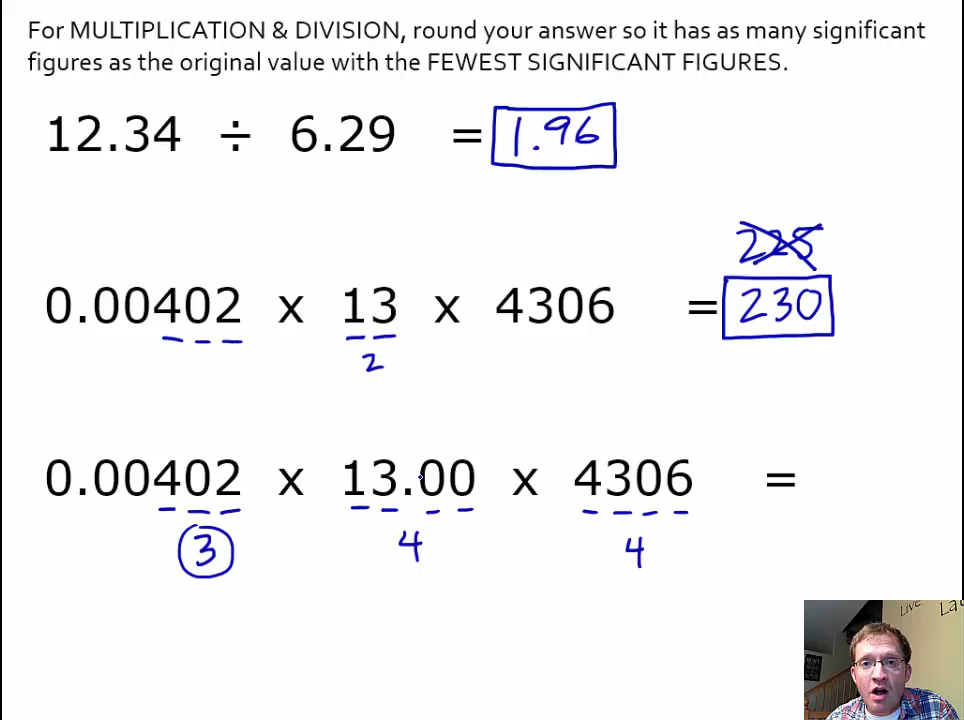 For MULTIPLICATION & DIVISION, round your answer so it has as many significant
figures as the original value with the FEWEST SIGNIFICANT FIGURES.
12.34 ÷ 6.29 = 1.96
225
0.00402 x 13 x 4306 = 230
2
0.00402 x 13.00 x 4306 =
3 4 4
Live